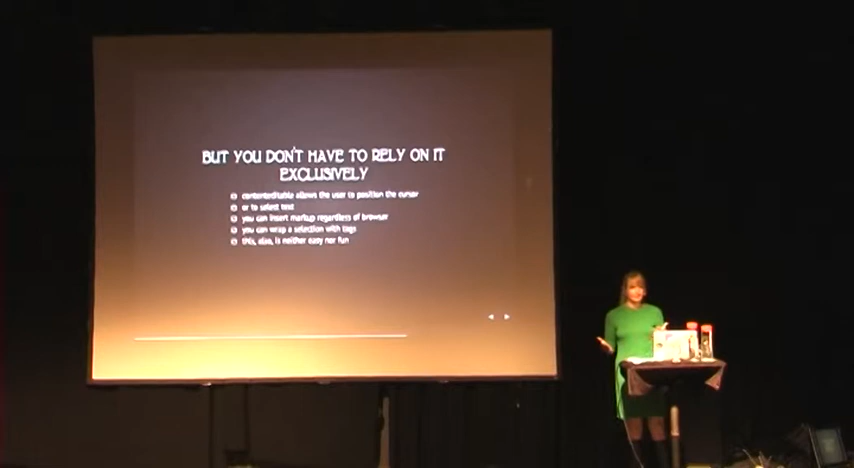 BUT YOU DON'T HAVE TO RELY ON IT
EXCLUSIVELY
contenteditable allows the user to position the cursor
or to select text
you can insert markup regardless of browser
you can wrap a selection with tags
this, also, is neither easy nor fun